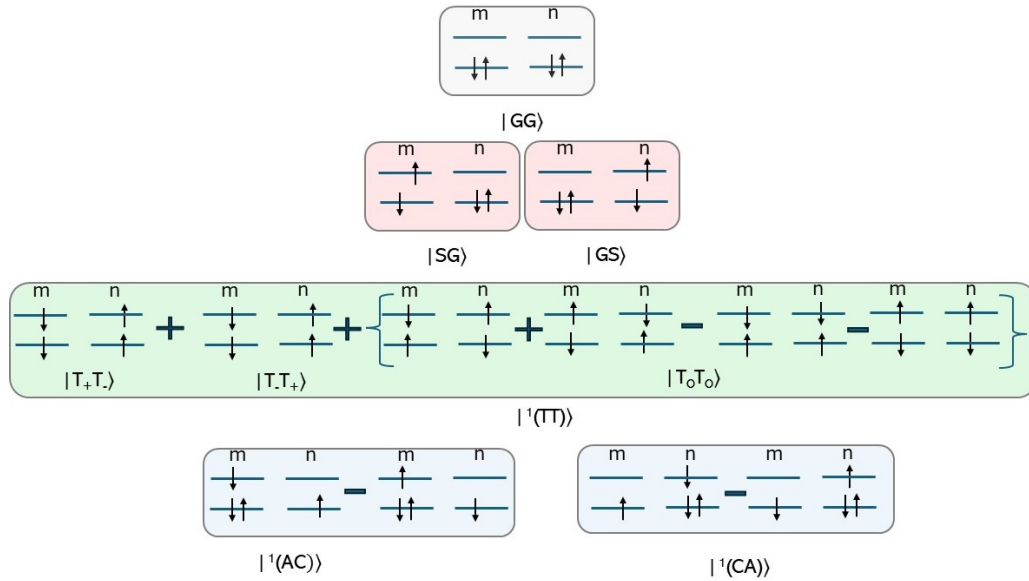 m n
|GG⟩
m n m n
|SG⟩ |GS⟩
m n m n m n m n m n m n
|T₊T₋⟩ |T₋T₊⟩ |T₀T₀⟩
|¹(TT)⟩
m n m n m n m n
|¹(AC)⟩ |¹(CA)⟩